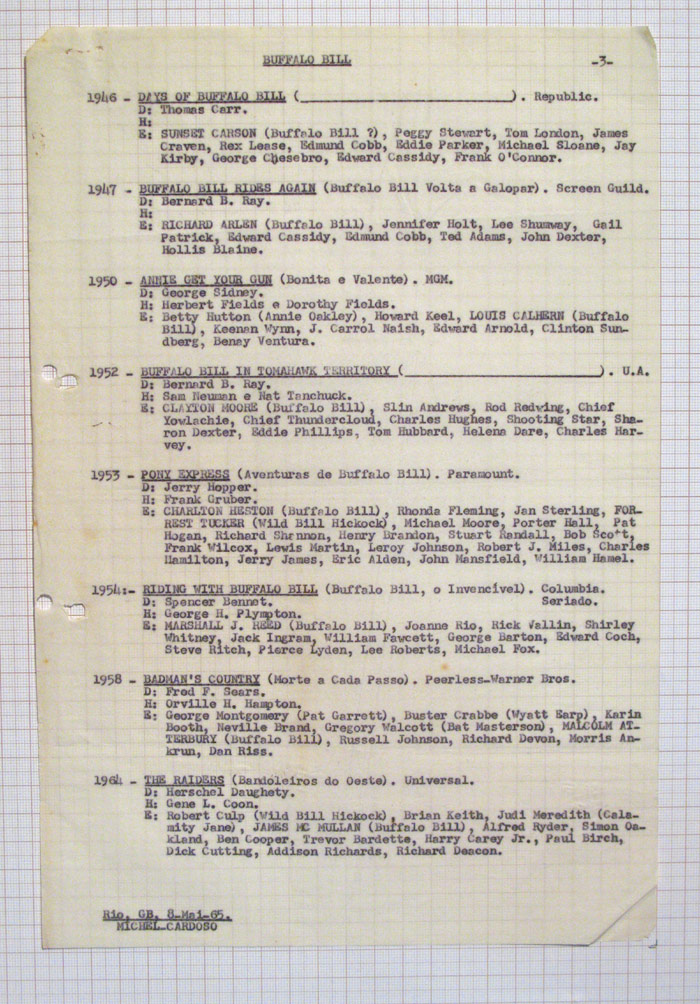 BUFFALO BILL -3-
1946 - DAYS OF BUFFALO BILL (______________________________). Republic.
D: Thomas Carr.
H:
E: SUNSET CARSON (Buffalo Bill ?), Peggy Stewart, Tom London, James
Craven, Rex Lease, Edmund Cobb, Eddie Parker, Michael Sloane, Jay
Kirby, George Chesebro, Edward Cassidy, Frank O'Connor.
1947 - BUFFALO BILL RIDES AGAIN (Buffalo Bill Volta a Galopar). Screen Guild.
D: Bernard B. Ray.
H:
E: RICHARD ARLEN (Buffalo Bill), Jennifer Holt, Lee Shumway, Gail
Patrick, Edward Cassidy, Edmund Cobb, Ted Adams, John Dexter,
Hollis Blaine.
1950 - ANNIE GET YOUR GUN (Bonita e Valente). MGM.
D: George Sidney.
H: Herbert Fields e Dorothy Fields.
E: Betty Hutton (Annie Oakley), Howard Keel, LOUIS CALHERN (Buffalo
Bill), Keenan Wynn, J. Carrol Naish, Edward Arnold, Clinton Sun-
dberg, Benay Ventura.
1952 - BUFFALO BILL IN TOMAHAWK TERRITORY (____________________________). U.A.
D: Bernard B. Ray.
H: Sam Neuman e Nat Tanchuck.
E: CLAYTON MOORE (Buffalo Bill), Slin Andrews, Rod Redwing, Chief
Yowlachie, Chief Thundercloud, Charles Hughes, Shooting Star, Sha-
ron Dexter, Eddie Phillips, Tom Hubbard, Helena Dare, Charles Har-
vey.
1953 - PONY EXPRESS (Aventuras de Buffalo Bill). Paramount.
D: Jerry Hopper.
H: Frank Gruber.
E: CHARLTON HESTON (Buffalo Bill), Rhonda Fleming, Jan Sterling, FOR-
REST TUCKER (Wild Bill Hickock), Michael Moore, Porter Hall, Pat
Hogan, Richard Shannon, Henry Brandon, Stuart Randall, Bob Scott,
Frank Wilcox, Lewis Martin, Leroy Johnson, Robert J. Miles, Charles
Hamilton, Jerry James, Eric Alden, John Mansfield, William Hamel.
1954:- RIDING WITH BUFFALO BILL (Buffalo Bill, o Invencível). Columbia.
D: Spencer Bennet. Seriado.
H: George H. Plympton.
E: MARSHALL J. REED (Buffalo Bill), Joanne Rio, Rick Vallin, Shirley
Whitney, Jack Ingram, William Fawcett, George Barton, Edward Coch,
Steve Ritch, Pierce Lyden, Lee Roberts, Michael Fox.
1958 - BADMAN'S COUNTRY (Morte a Cada Passo). Peerless-Warner Bros.
D: Fred F. Sears.
H: Orville H. Hampton.
E: George Montgomery (Pat Garrett), Buster Crabbe (Wyatt Earp), Karin
Booth, Neville Brand, Gregory Walcott (Bat Masterson), MALCOLM AT-
TERBURY (Buffalo Bill), Russell Johnson, Richard Devon, Morris An-
krun, Dan Riss.
1964 - THE RAIDERS (Bandoleiros do Oeste). Universal.
D: Herschel Daughety.
H: Gene L. Coon.
E: Robert Culp (Wild Bill Hickock), Brian Keith, Judi Meredith (Cala-
mity Jane), JAMES MC MULLAN (Buffalo Bill), Alfred Ryder, Simon Oa-
kland, Ben Cooper, Trevor Bardette, Harry Carey Jr., Paul Birch,
Dick Cutting, Addison Richards, Richard Deacon.
Rio, GB, 8-Mai-65.
MICHEL-CARDOSO